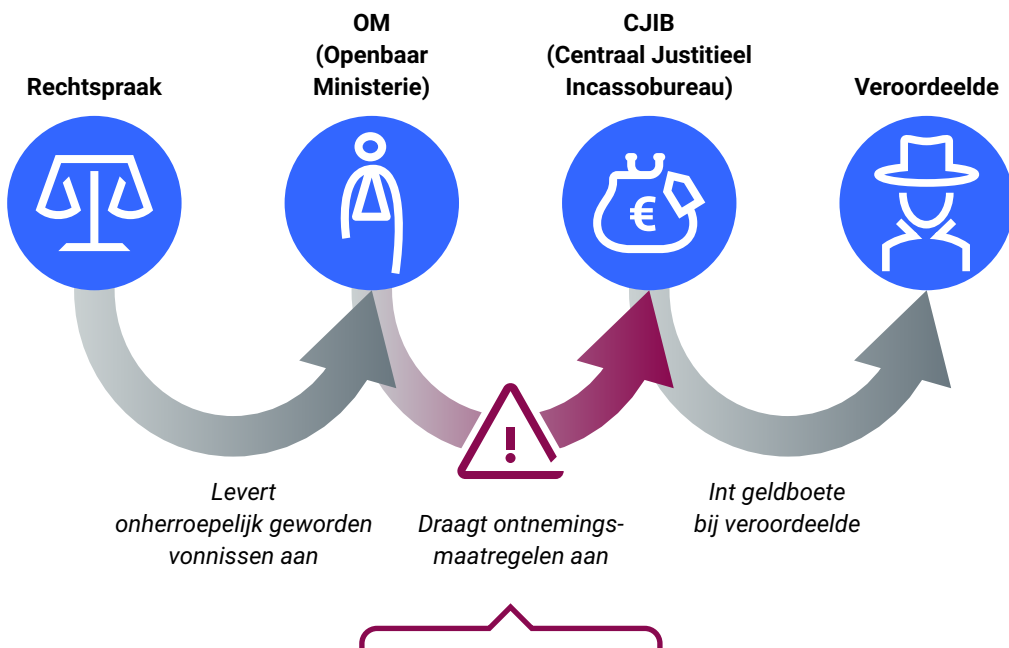 Rechtspraak
OM
(Openbaar
Ministerie)
CJIB
(Centraal Justitieel
Incassobureau)
Veroordeelde
€
!
Levert
onherroepelijk geworden
vonnissen aan
Draagt ontnemings-
maatregelen aan
Int geldboete
bij veroordeelde